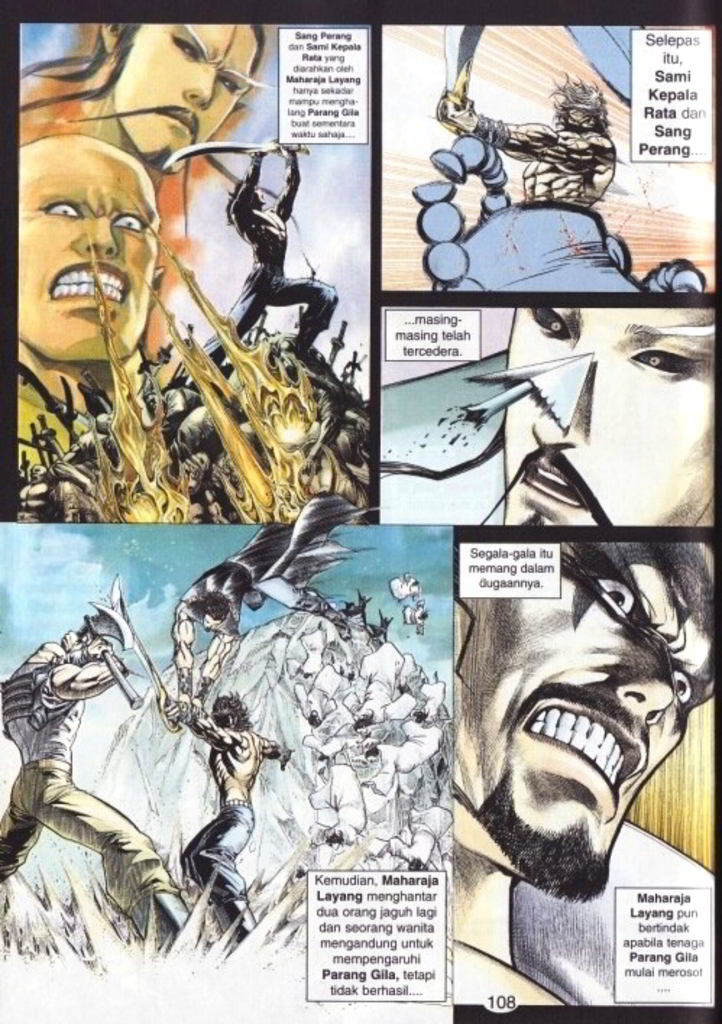 Sang Perang
dan Sami Kepala
Rata yang
diarahkan oleh
Maharaja Layang
hanya sekadar
mampu mengha-
lang Parang Gila
buat sementara
waktu sahaja....
Selepas
itu,
Sami
Kepala
Rata dan
Sang
Perang....
...masing-
masing telah
tercedera.
Kemudian, Maharaja
Layang menghantar
dua orang jaguh lagi
dan seorang wanita
mengandung untuk
mempengaruhi
Parang Gila, tetapi
tidak berhasil....
Segala-gala itu
memang dalam
dugaannya.
Maharaja
Layang pun
bertindak
apabila tenaga
Parang Gila
mulai merosot
....
108